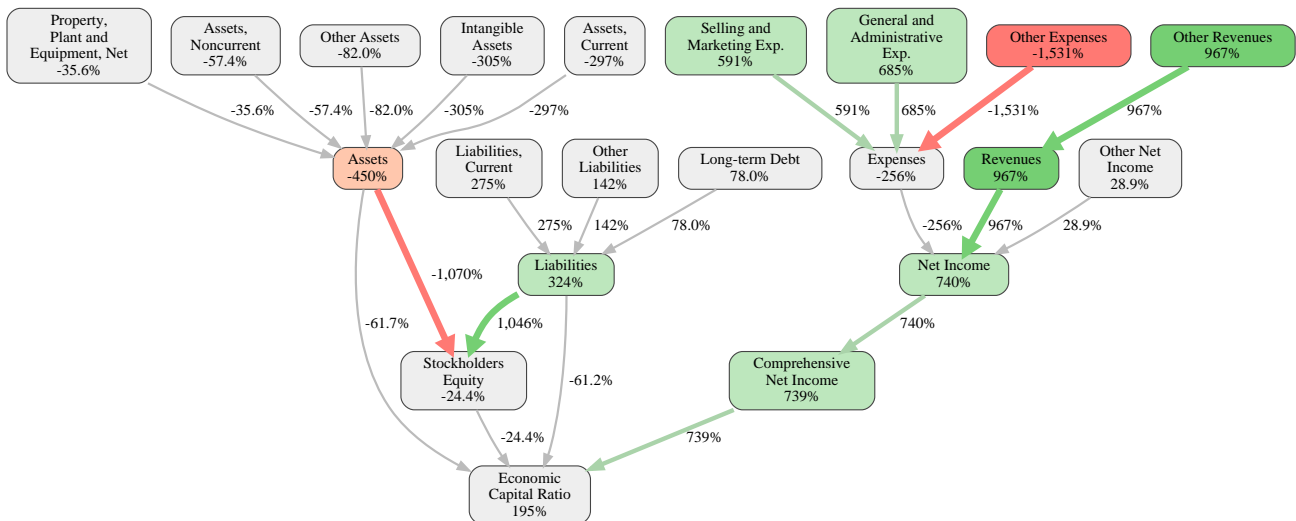 Property,
Plant and
Equipment, Net
-35.6%
Assets,
Noncurrent
-57.4%
Other Assets
-82.0%
Intangible
Assets
-305%
Assets,
Current
-297%
Selling and
Marketing Exp.
591%
General and
Administrative
Exp.
685%
Other Expenses
-1,531%
Other Revenues
967%
-35.6%
-57.4%
-82.0%
-305%
-297%
591%
685%
-1,531%
967%
Assets
-450%
Liabilities,
Current
275%
Other
Liabilities
142%
Long-term Debt
78.0%
Expenses
-256%
Revenues
967%
Other Net
Income
28.9%
275%
142%
78.0%
-256%
967%
28.9%
-1,070%
Liabilities
324%
Net Income
740%
-61.7%
1,046%
740%
Stockholders
Equity
-24.4%
-61.2%
Comprehensive
Net Income
739%
-24.4%
739%
Economic
Capital Ratio
195%